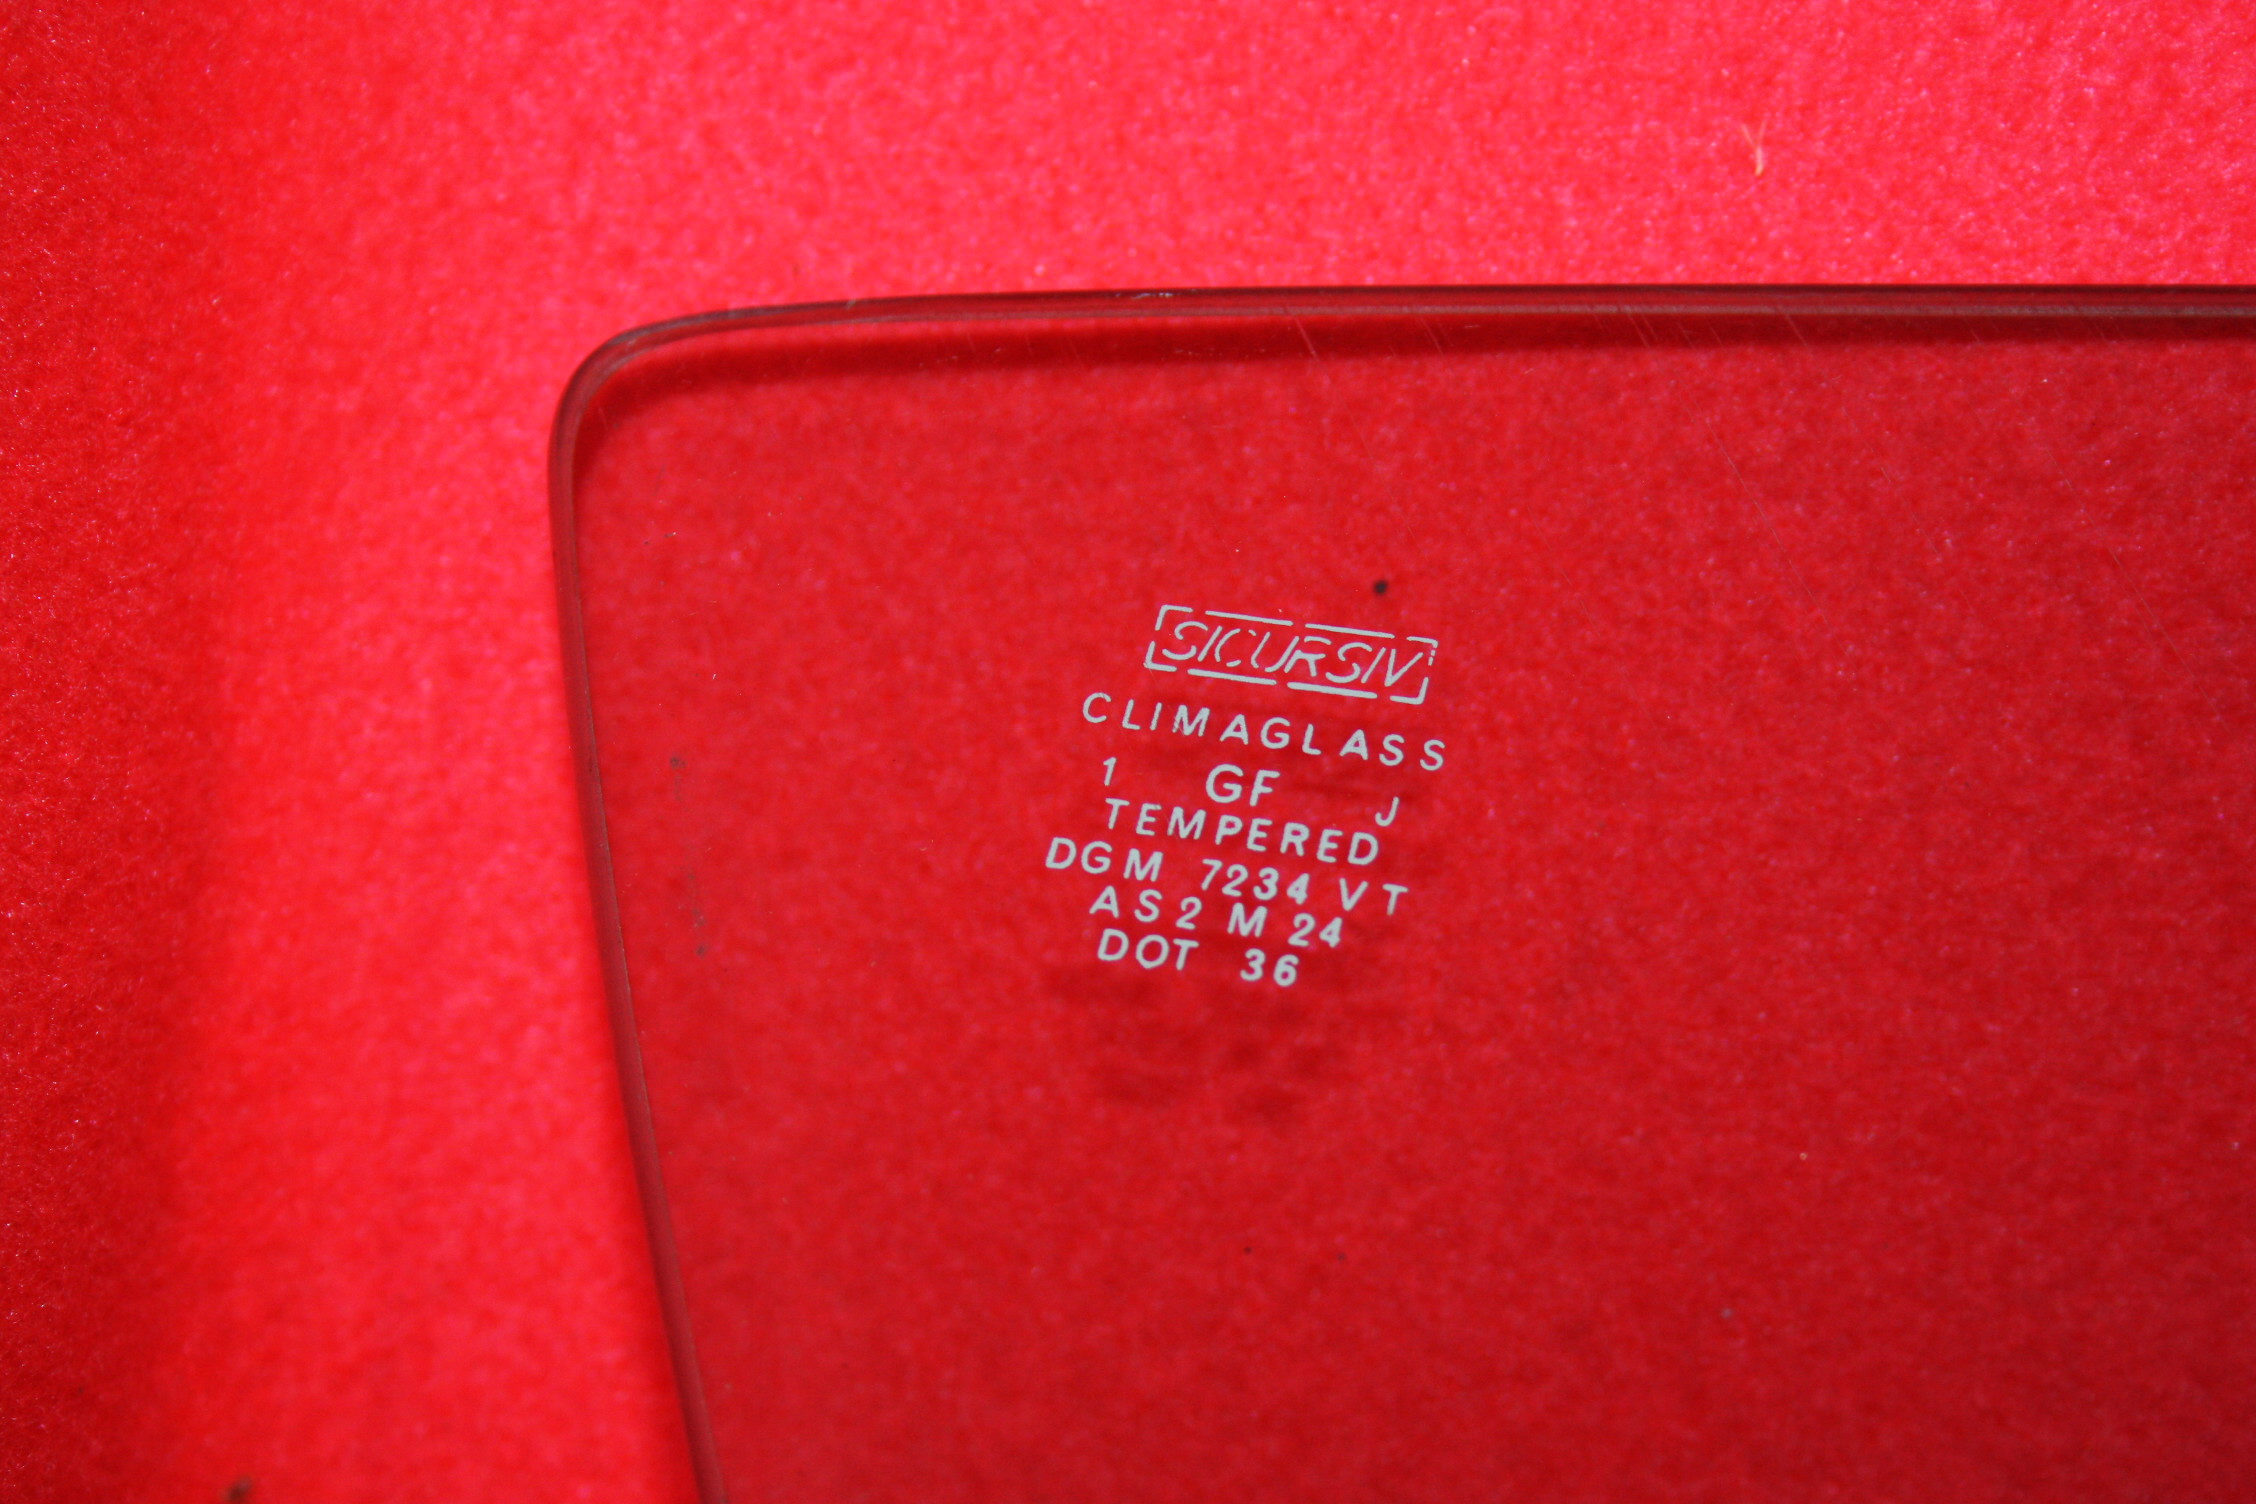 SICURSIV
CLIMAGLASS
1 GF J
TEMPERED
DGM 7234 VT
AS2 M 24
DOT 36